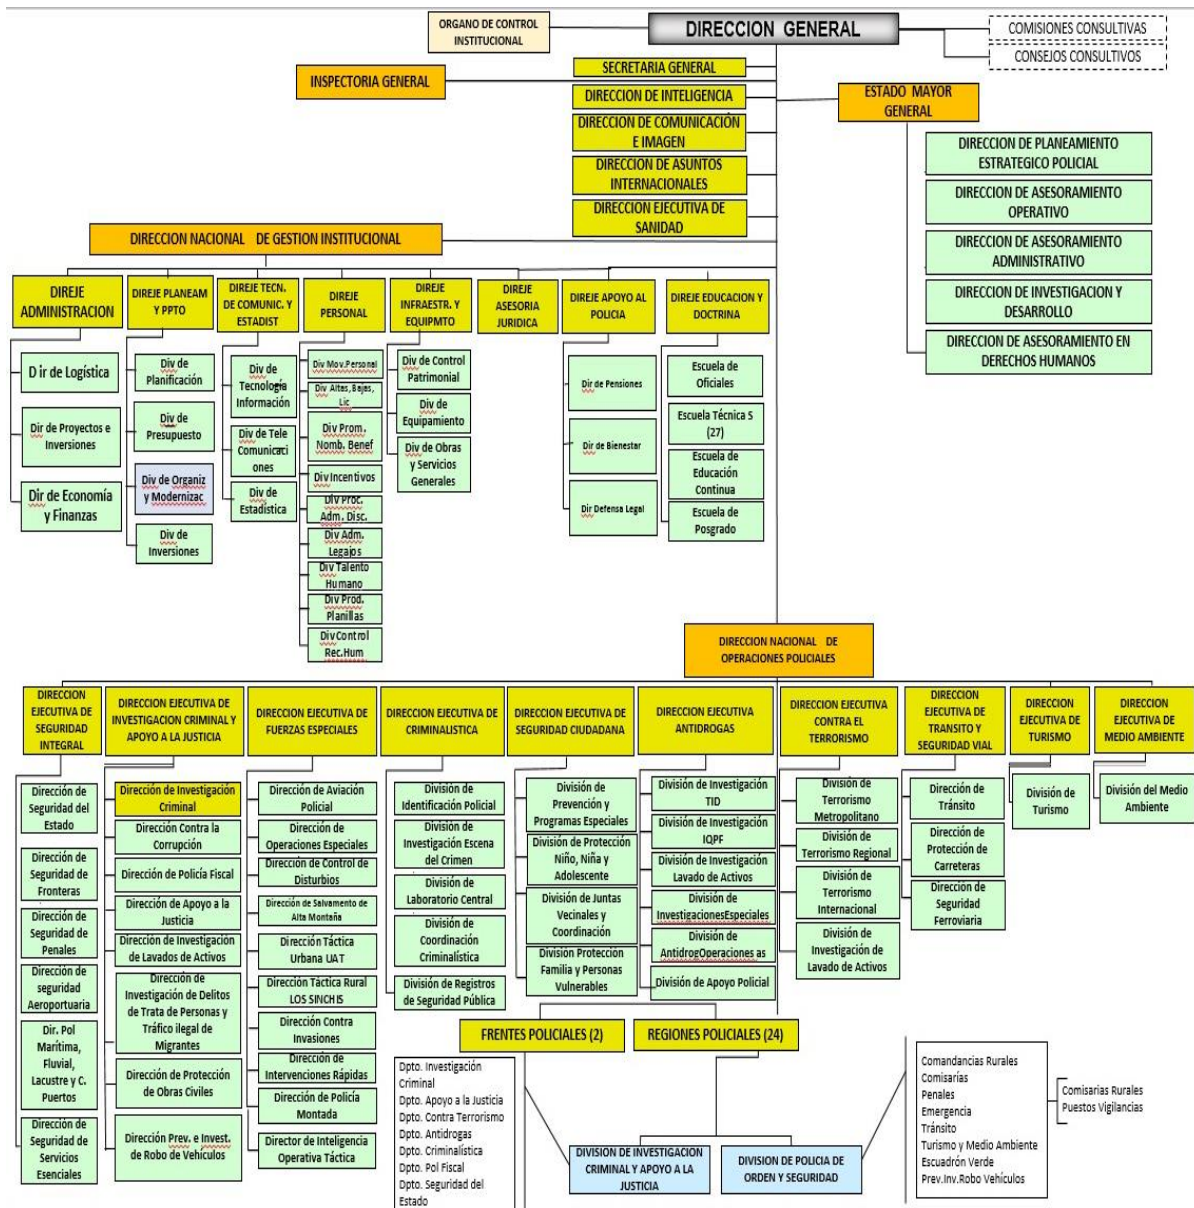 ORGANO DE CONTROL
INSTITUCIONAL
DIRECCION GENERAL
COMISIONES CONSULTIVAS
CONSEJOS CONSULTIVOS
SECRETARIA GENERAL
INSPECTORIA GENERAL
DIRECCION DE INTELIGENCIA
ESTADO MAYOR
GENERAL
DIRECCION DE COMUNICACIÓN
E IMAGEN
DIRECCION DE ASUNTOS
INTERNACIONALES
DIRECCION EJECUTIVA DE
SANIDAD
DIRECCION DE PLANEAMIENTO
ESTRATEGICO POLICIAL
DIRECCION DE ASESORAMIENTO
OPERATIVO
DIRECCION DE ASESORAMIENTO
ADMINISTRATIVO
DIRECCION DE INVESTIGACION Y
DESARROLLO
DIRECCION DE ASESORAMIENTO EN
DERECHOS HUMANOS
DIRECCION NACIONAL DE GESTION INSTITUCIONAL
DIREJE
ADMINISTRACION
D ir de Logística
Dir de Proyectos e
Inversiones
Dir de Economía
y Finanzas
DIREJE PLANEAM
Y PPTO
Div de
Planificación
Div de
Presupuesto
Div de Organiz
y Modernizac
Div de
Inversiones
DIREJE TECN.
DE COMUNIC. Y
ESTADIST
Div de
Tecnología
Información
Div de Tele
Comunicaci
ones
Div de
Estadística
DIREJE
PERSONAL
Div Mov.Personal
Div Altas, Bajas,
Lic
Div Prom.
Nomb. Benef
Div Incentivos
Div Proc.
Adm. Disc.
Div Adm.
Legajos
Div Talento
Humano
Div Prod.
Planillas
Div Control
Rec.Hum
DIREJE
INFRAESTR. Y
EQUIPMTO
Div de Control
Patrimonial
Div de
Equipamiento
Div de Obras
y Servicios
Generales
DIREJE
ASESORIA
JURIDICA
DIREJE APOYO AL
POLICIA
Dir de Pensiones
Dir de Bienestar
Dir Defensa Legal
DIREJE EDUCACION Y
DOCTRINA
Escuela de
Oficiales
Escuela Técnica S
(27)
Escuela de
Educación
Continua
Escuela de
Posgrado
DIRECCION NACIONAL DE
OPERACIONES POLICIALES
DIRECCION
EJECUTIVA DE
SEGURIDAD
INTEGRAL
Dirección de
Seguridad del
Estado
Dirección de
Seguridad de
Fronteras
Dirección de
Seguridad de
Penales
Dirección de
seguridad
Aeroportuaria
Dir. Pol
Marítima,
Fluvial,
Lacustre y C.
Puertos
Dirección de
Seguridad de
Servicios
Esenciales
DIRECCION EJECUTIVA DE
INVESTIGACION CRIMINAL Y
APOYO A LA JUSTICIA
Dirección de Investigación
Criminal
Dirección Contra la
Corrupción
Dirección de Policía Fiscal
Dirección de Apoyo a la
Justicia
Dirección de Investigación
de Lavados de Activos
Dirección de
Investigación de Delitos
de Trata de Personas y
Tráfico ilegal de
Migrantes
Dirección de Protección
de Obras Civiles
Dirección Prev. e Invest.
de Robo de Vehículos
DIRECCION EJECUTIVA DE
FUERZAS ESPECIALES
Dirección de Aviación
Policial
Dirección de
Operaciones Especiales
Dirección de Control de
Disturbios
Dirección de Salvamento de
Alta Montaña
Dirección Táctica
Urbana UAT
Dirección Táctica Rural
LOS SINCHIS
Dirección Contra
Invasiones
Dirección de
Intervenciones Rápidas
Dirección de Policía
Montada
Director de Inteligencia
Operativa Táctica
DIRECCION EJECUTIVA DE
CRIMINALISTICA
División de
Identificación Policial
División de
Investigación Escena
del Crimen
División de
Laboratorio Central
División de
Coordinación
Criminalística
División de Registros
de Seguridad Pública
DIRECCION EJECUTIVA DE
SEGURIDAD CIUDADANA
División de
Prevención y
Programas Especiales
División de Protección
Niño, Niña y
Adolescente
División de Juntas
Vecinales y
Coordinación
División Protección
Familia y Personas
Vulnerables
DIRECCION EJECUTIVA
ANTIDROGAS
División de Investigación
TID
División de Investigación
IQPF
División de Investigación
Lavado de Activos
División de
InvestigacionesEspeciales
División de
AntidrogOperaciones as
División de Apoyo Policial
DIRECCION EJECUTIVA
CONTRA EL
TERRORISMO
División de
Terrorismo
Metropolitano
División de
Terrorismo Regional
División de
Terrorismo
Internacional
División de
Investigación de
Lavado de Activos
DIRECCION
EJECUTIVA DE
TRANSITO Y
SEGURIDAD VIAL
Dirección de
Tránsito
Dirección de
Protección de
Carreteras
Dirección de
Seguridad
Ferroviaria
DIRECCION
EJECUTIVA DE
TURISMO
División de
Turismo
DIRECCION
EJECUTIVA DE
MEDIO AMBIENTE
División del Medio
Ambiente
FRENTES POLICIALES (2)
REGIONES POLICIALES (24)
Dpto. Investigación
Criminal
Dpto. Apoyo a la Justicia
Dpto. Contra Terrorismo
Dpto. Antidrogas
Dpto. Criminalística
Dpto. Pol Fiscal
Dpto. Seguridad del
Estado
DIVISION DE INVESTIGACION
CRIMINAL Y APOYO A LA
JUSTICIA
DIVISION DE POLICIA DE
ORDEN Y SEGURIDAD
Comandancias Rurales
Comisarías
Penales
Emergencia
Tránsito
Turismo y Medio Ambiente
Escuadrón Verde
Prev.Inv.Robo Vehículos
Comisarias Rurales
Puestos Vigilancias